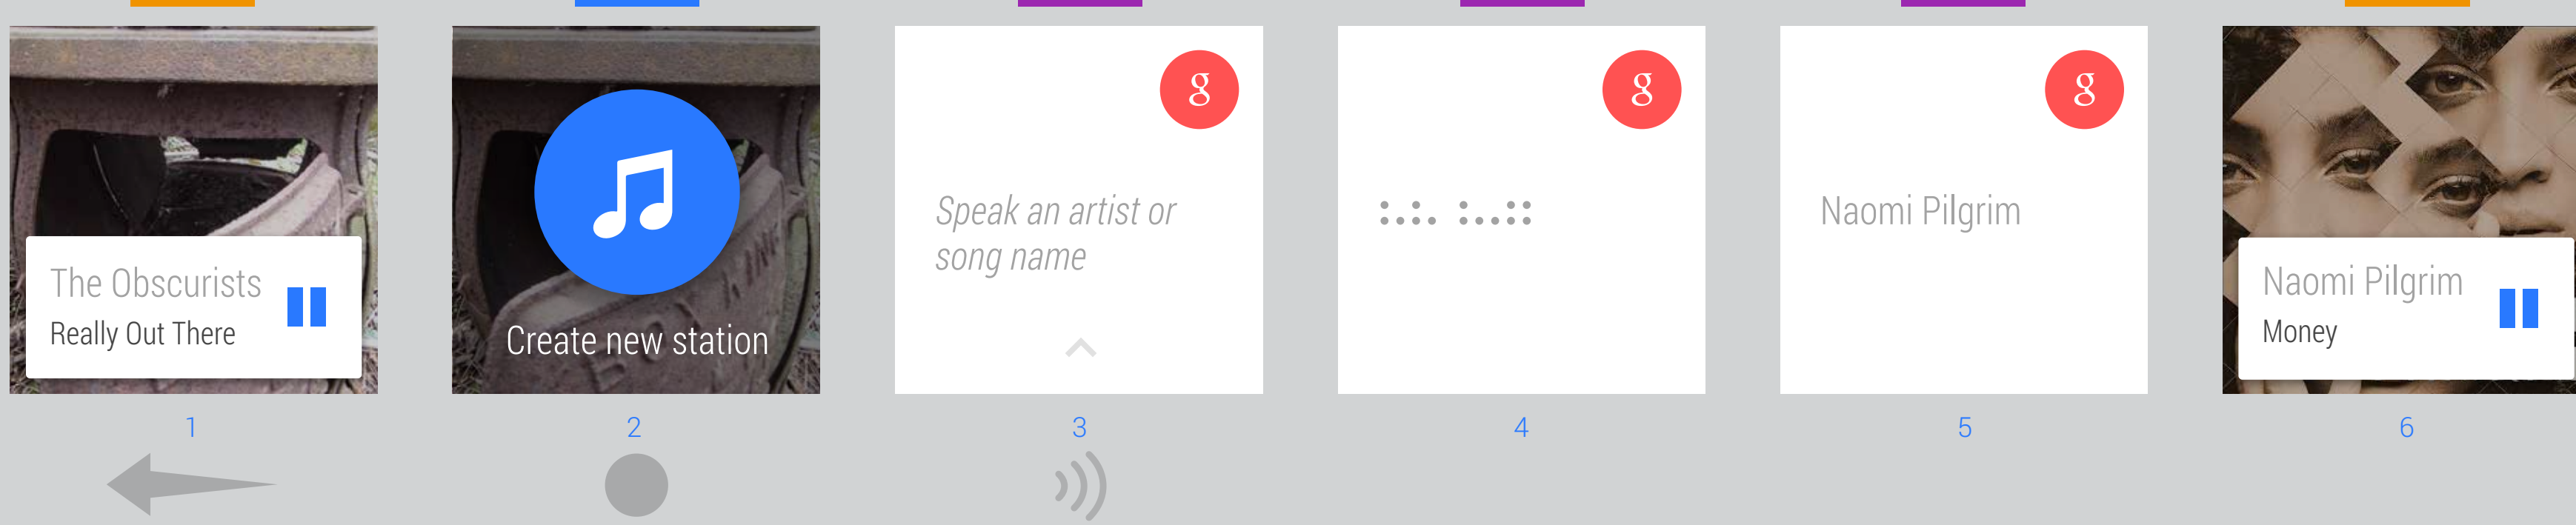 The Obscurists
Really Out There
Create new station
g
Speak an artist or
song name
g
g
Naomi Pilgrim
Naomi Pilgrim
Money
1
2
3
4
5
6